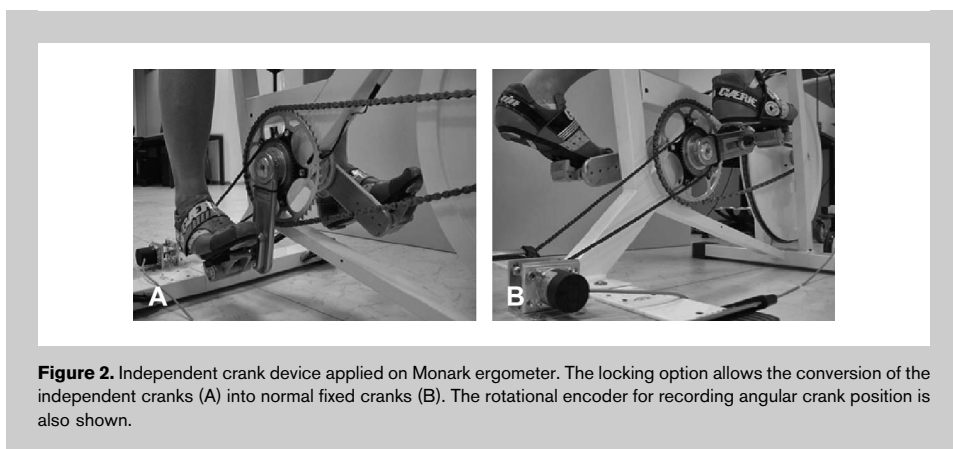 A
B
Figure 2. Independent crank device applied on Monark ergometer. The locking option allows the conversion of the
independent cranks (A) into normal fixed cranks (B). The rotational encoder for recording angular crank position is
also shown.